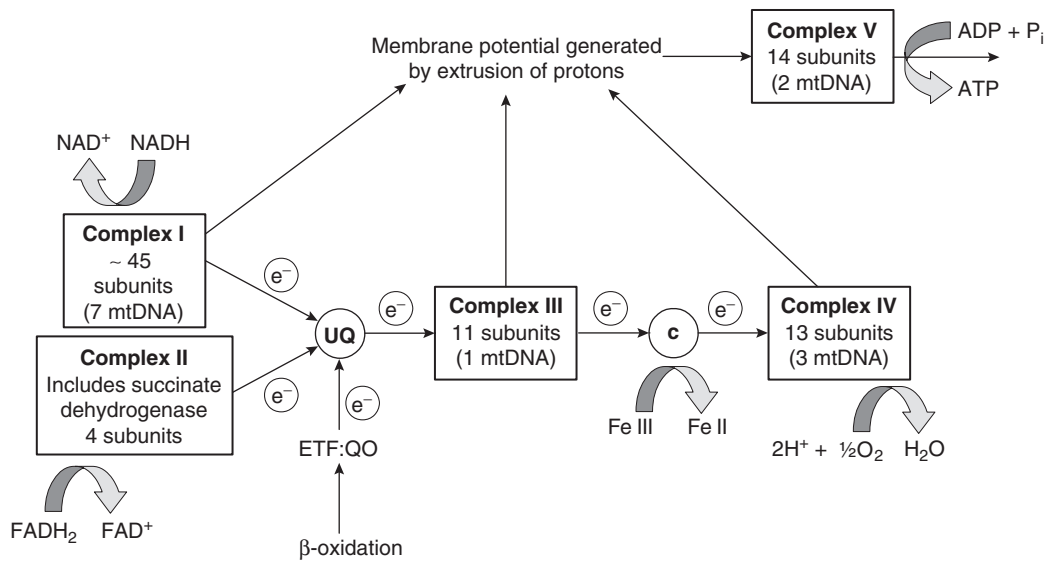 Membrane potential generated
by extrusion of protons
Complex V
14 subunits
(2 mtDNA)
ADP + Pᵢ
ATP
NAD⁺ NADH
Complex I
~ 45
subunits
(7 mtDNA)
e⁻
Complex II
Includes succinate
dehydrogenase
4 subunits
e⁻
FADH₂ FAD⁺
UQ
e⁻
ETF:QO
β-oxidation
e⁻
Complex III
11 subunits
(1 mtDNA)
e⁻
c
Fe III Fe II
e⁻
Complex IV
13 subunits
(3 mtDNA)
2H⁺ + ½O₂ H₂O